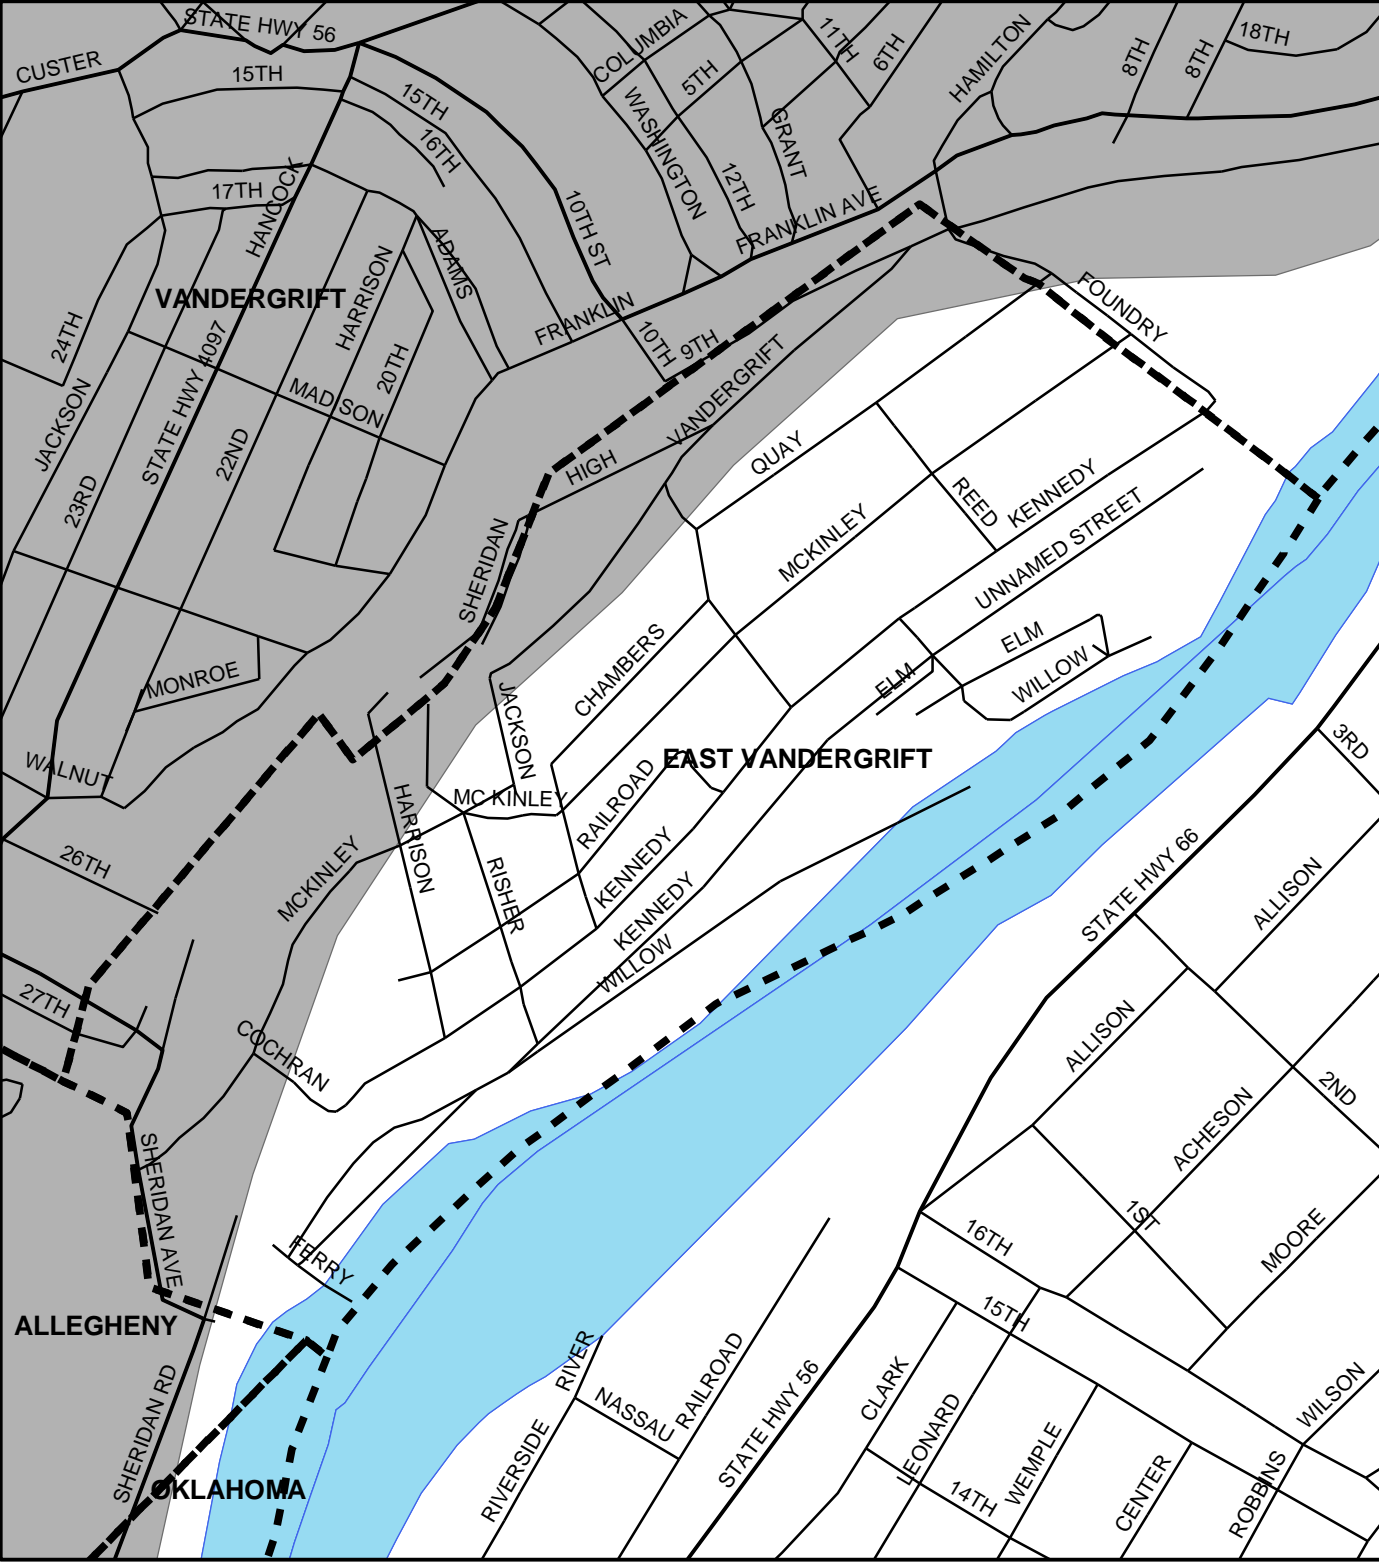 STATE HWY 56
COLUMBIA
11TH
6TH
HAMILTON
8TH
8TH
18TH
CUSTER
15TH
15TH
5TH
WASHINGTON
GRANT
16TH
12TH
17TH
HANCOCK
10TH ST
FRANKLIN AVE
ADAMS
HARRISON
VANDERGRIFT
FOUNDRY
24TH
FRANKLIN
10TH
9TH
STATE HWY 4097
20TH
VANDERGRIFT
MADISON
JACKSON
22ND
QUAY
HIGH
23RD
REED
KENNEDY
MCKINLEY
UNNAMED STREET
SHERIDAN
ELM
CHAMBERS
MONROE
ELM
WILLOW
JACKSON
WALNUT
EAST VANDERGRIFT
3RD
HARRISON
MC KINLEY
RAILROAD
26TH
MCKINLEY
RISHER
KENNEDY
STATE HWY 66
ALLISON
KENNEDY
WILLOW
27TH
COCHRAN
ALLISON
2ND
ACHESON
SHERIDAN AVE
1ST
FERRY
16TH
MOORE
15TH
ALLEGHENY
RIVER
RAILROAD
CLARK
NASSAU
STATE HWY 56
WILSON
SHERIDAN RD
LEONARD
RIVERSIDE
WEMPLE
OKLAHOMA
14TH
CENTER
ROBBINS